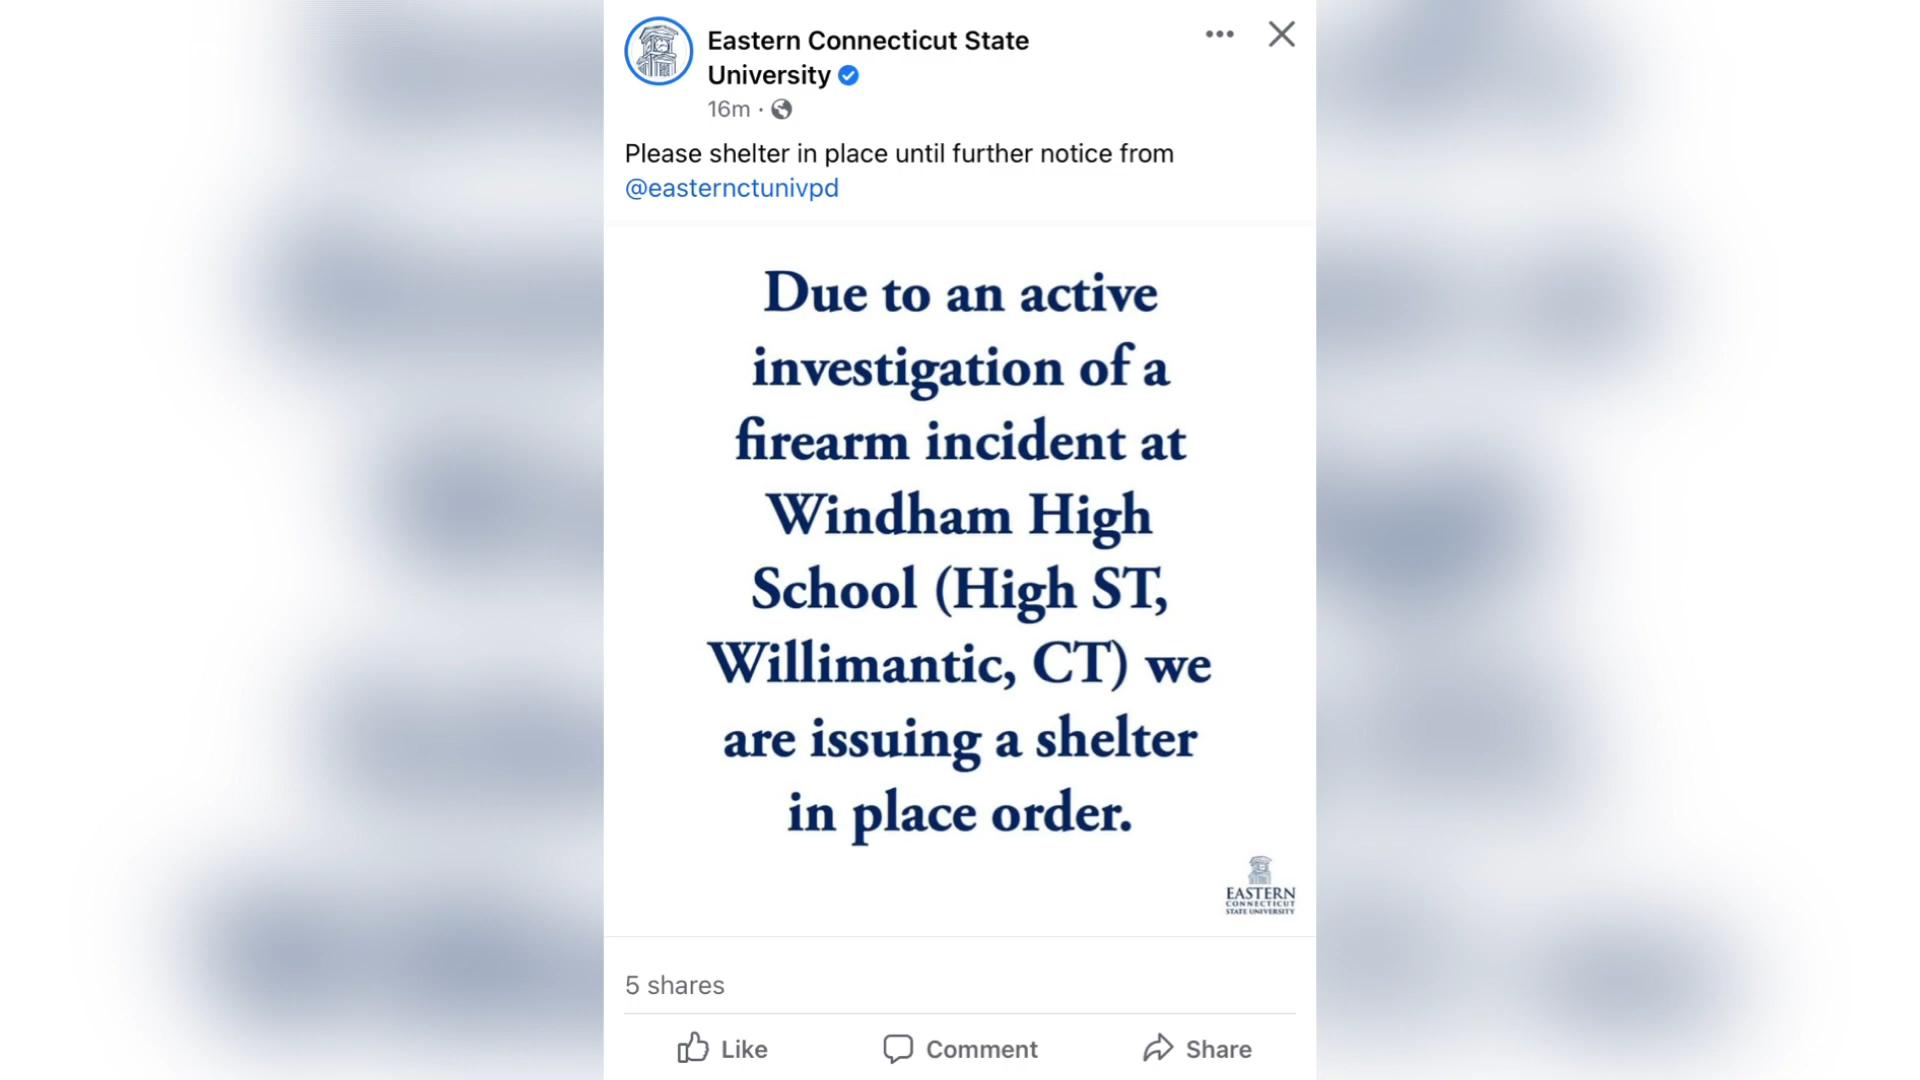 Eastern Connecticut State
University
16m ·
Please shelter in place until further notice from
@easternctunivpd
Due to an active
investigation of a
firearm incident at
Windham High
School (High ST,
Willimantic, CT) we
are issuing a shelter
in place order.
EASTERN
CONNECTICUT
STATE UNIVERSITY
5 shares
Like
Comment
Share